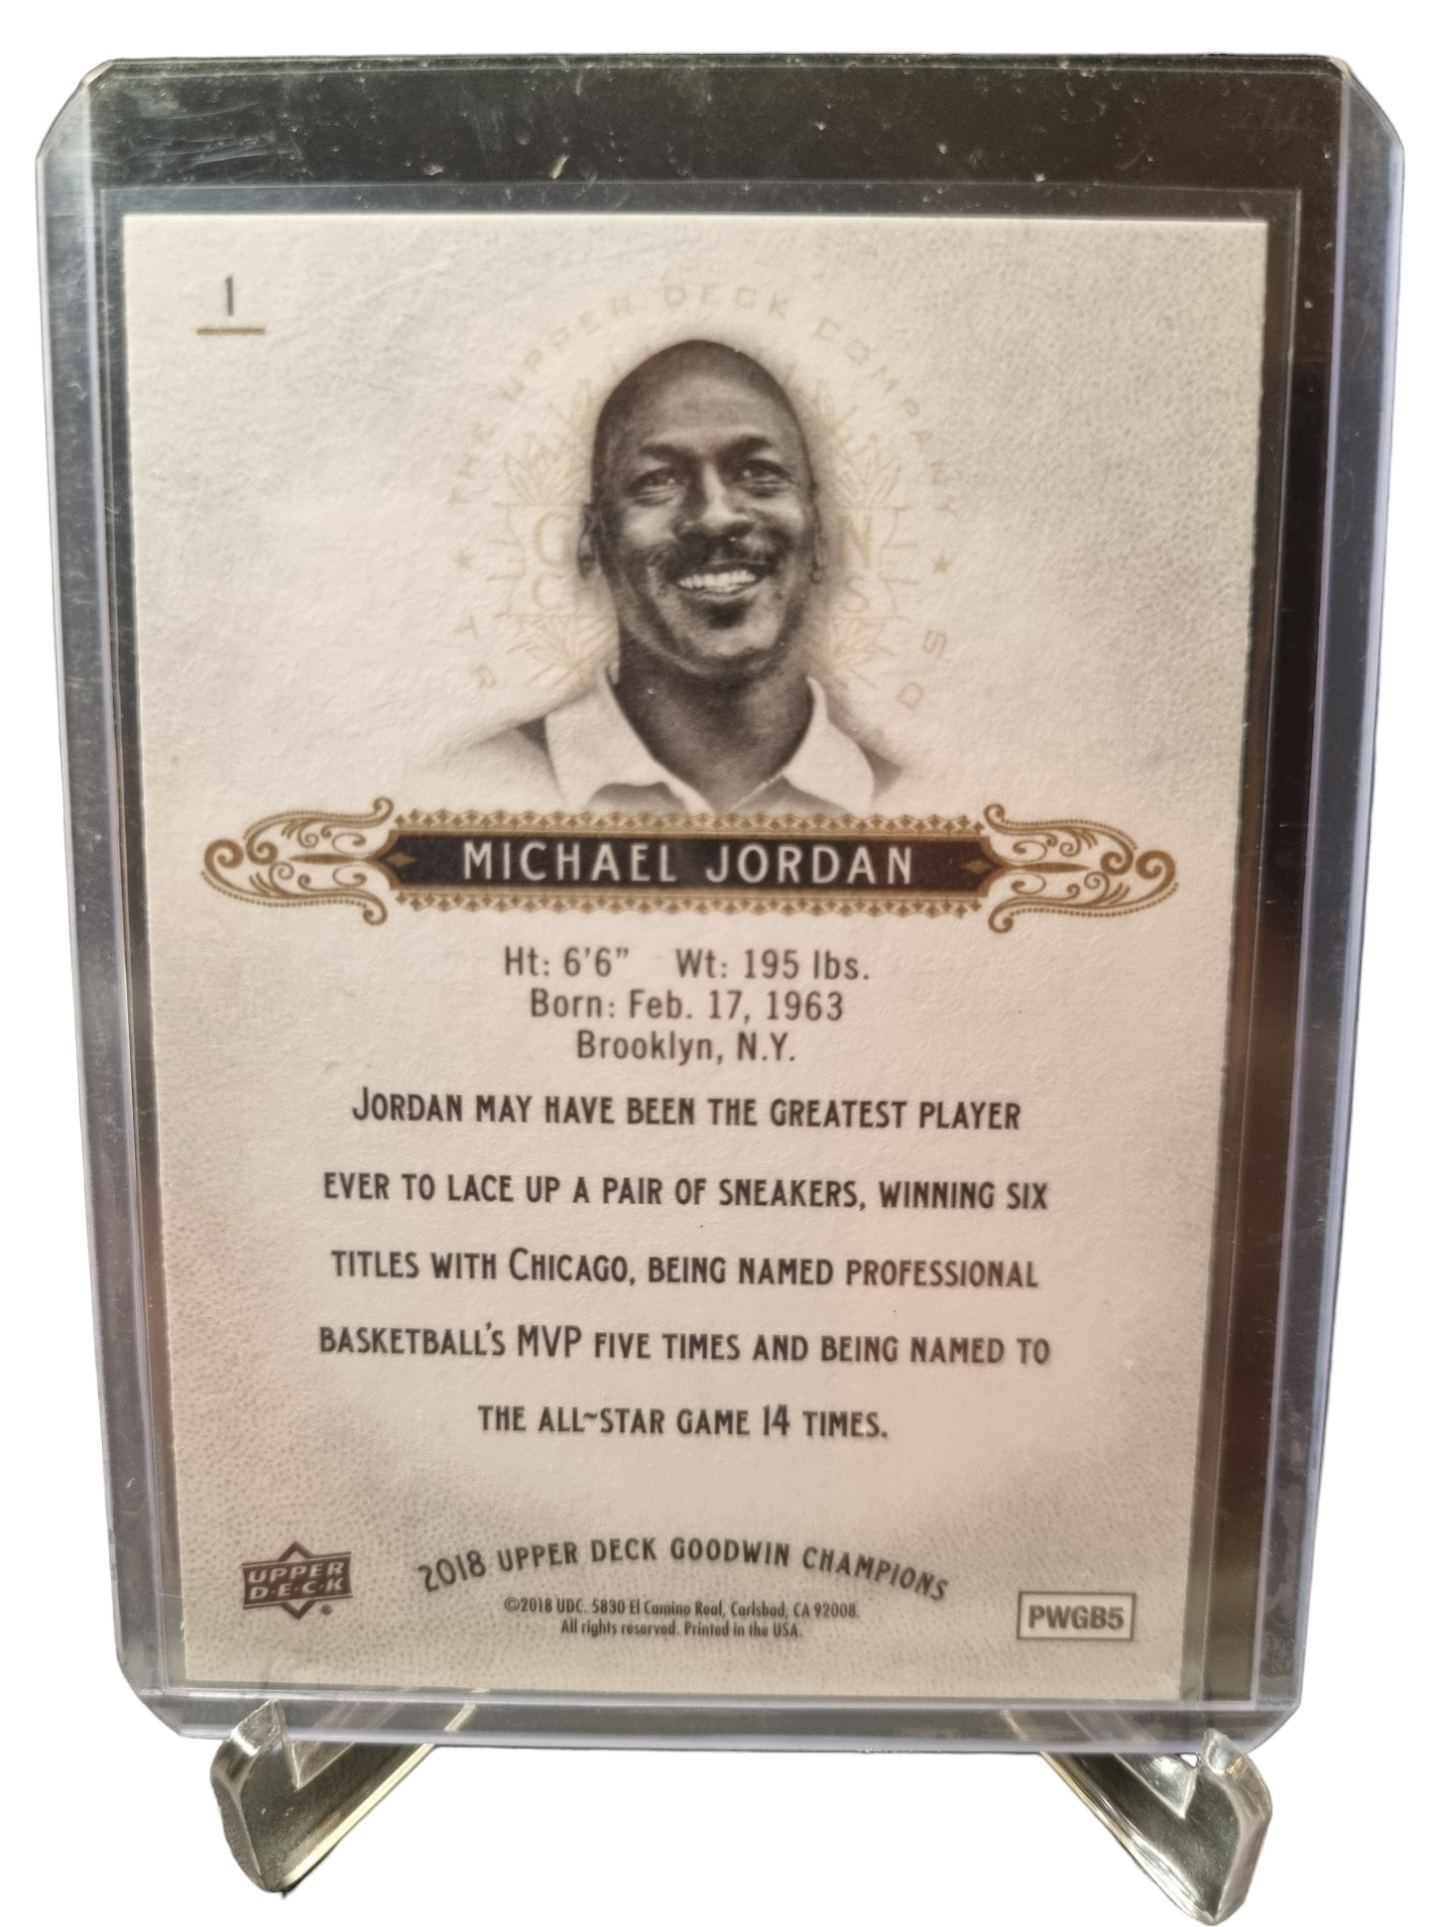 1
THE UPPER DECK COMPANY
MICHAEL JORDAN
Ht: 6'6" Wt: 195 lbs.
Born: Feb. 17, 1963
Brooklyn, N.Y.
JORDAN MAY HAVE BEEN THE GREATEST PLAYER
EVER TO LACE UP A PAIR OF SNEAKERS, WINNING SIX
TITLES WITH CHICAGO, BEING NAMED PROFESSIONAL
BASKETBALL'S MVP FIVE TIMES AND BEING NAMED TO
THE ALL~STAR GAME 14 TIMES.
2018 UPPER DECK GOODWIN CHAMPIONS
UPPER
D·E·C·K
©2018 UDC. 5830 El Camino Real, Carlsbad, CA 92008.
All rights reserved. Printed in the USA.
PWGB5